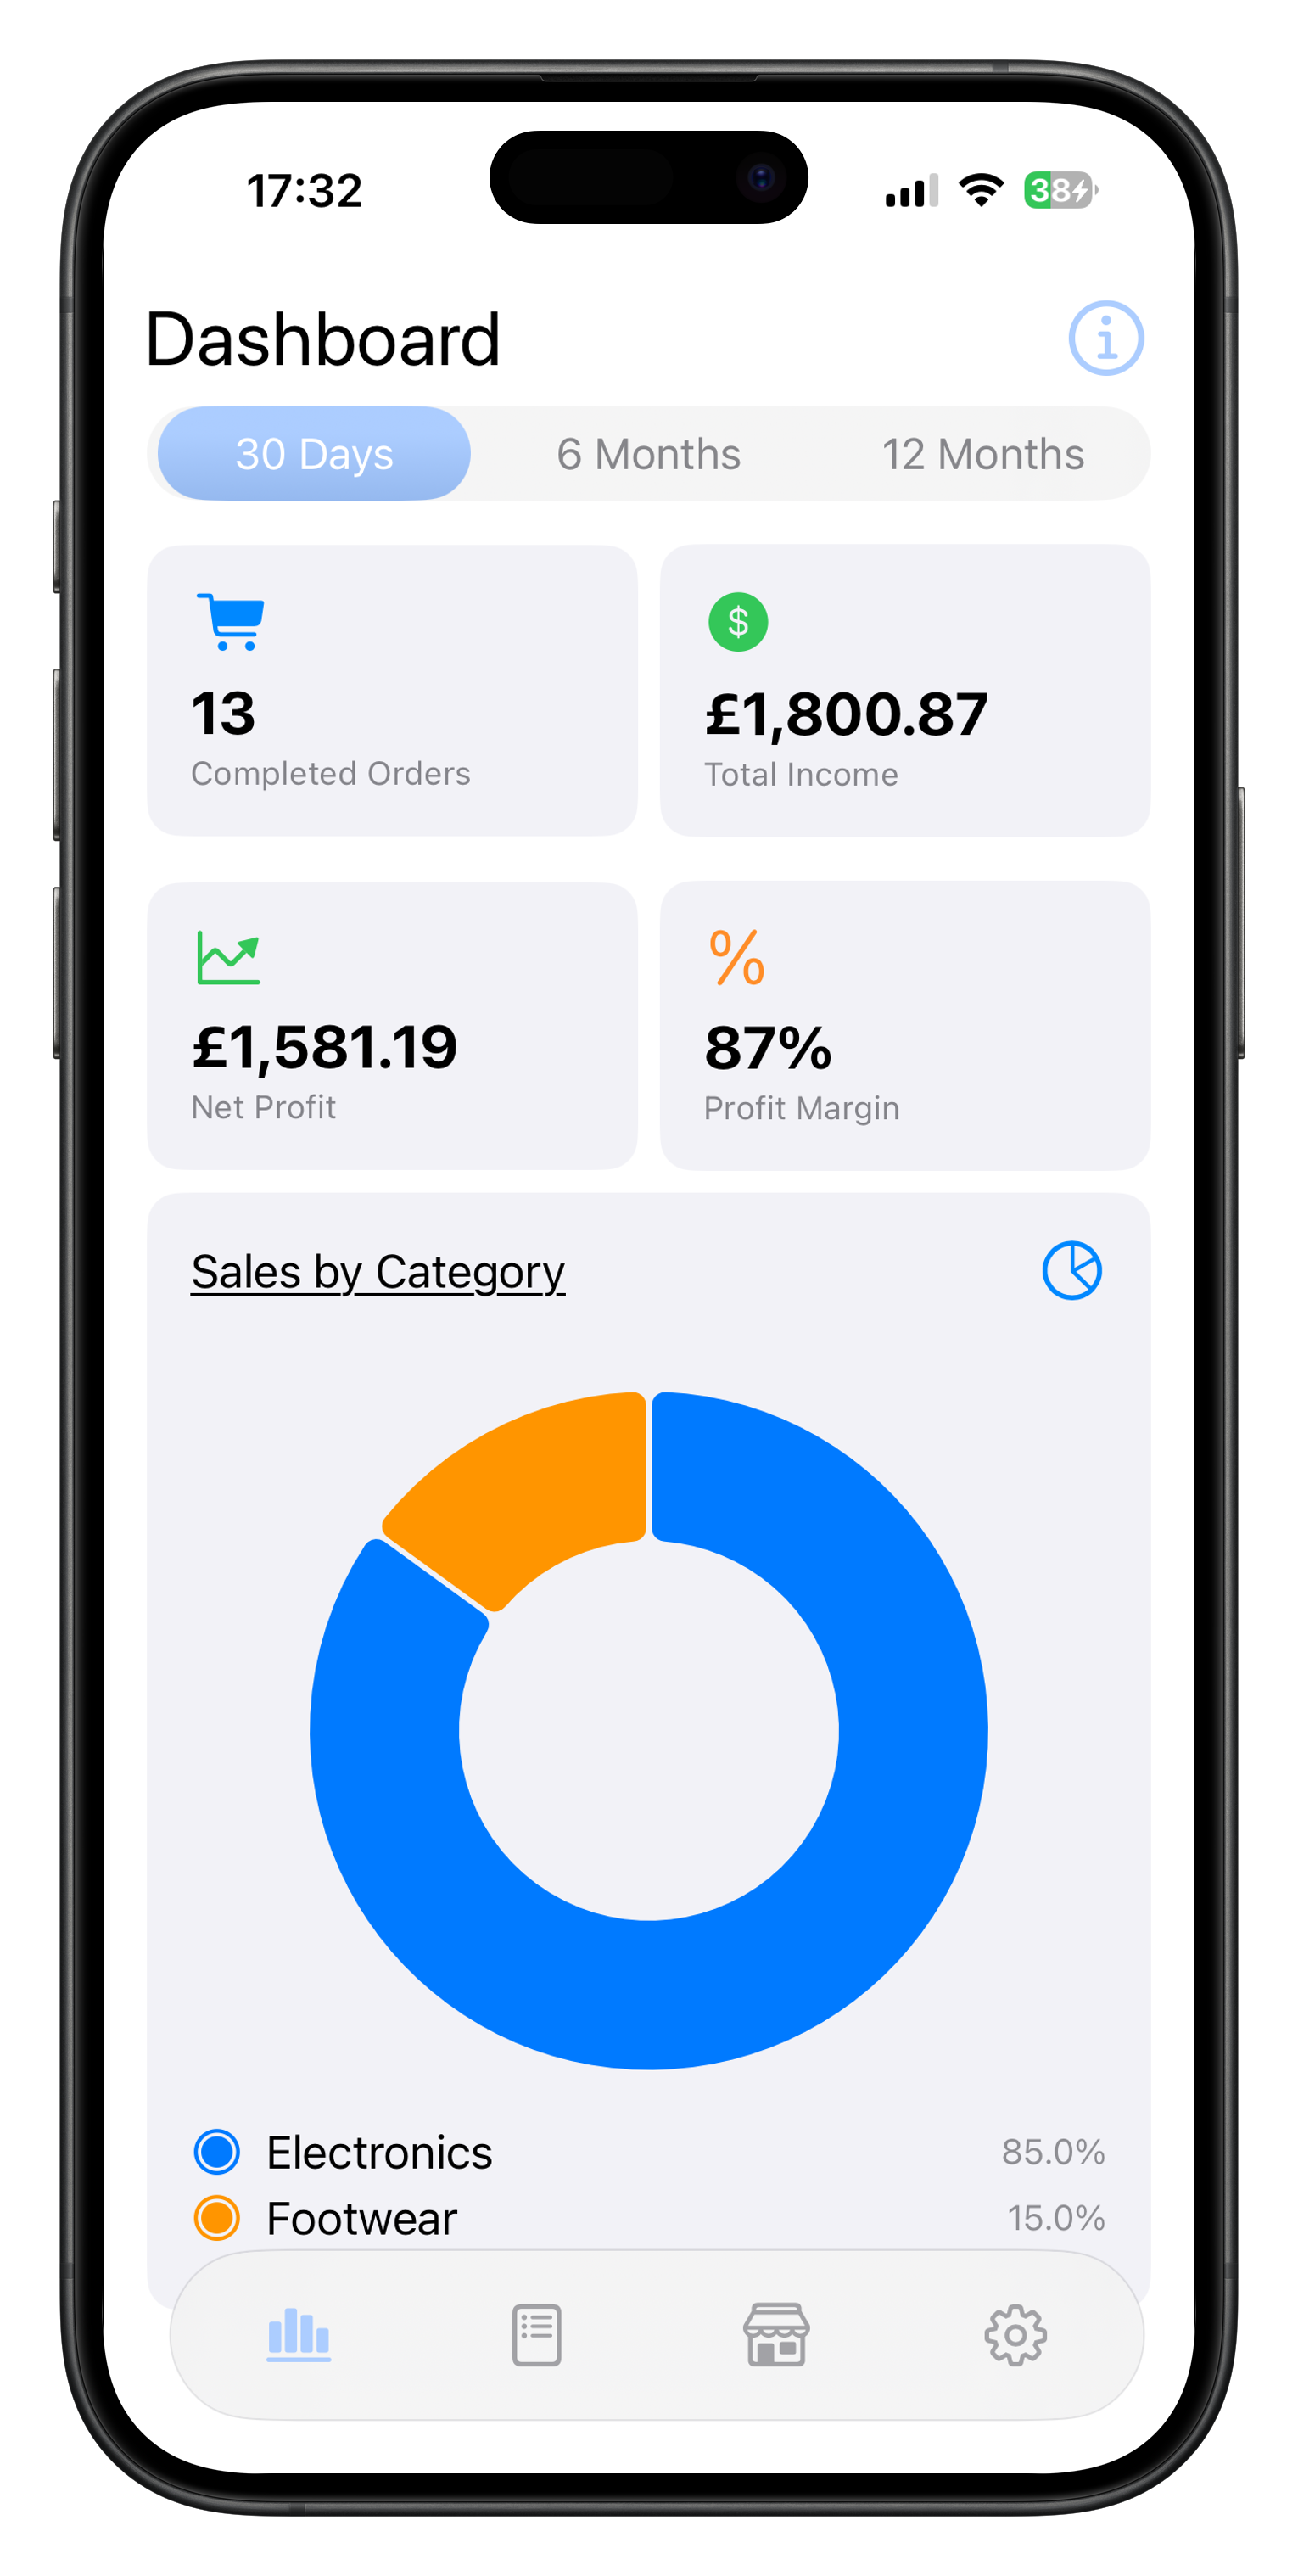 17:32
38
Dashboard
30 Days 6 Months 12 Months
13
Completed Orders
$
£1,800.87
Total Income
£1,581.19
Net Profit
%
87%
Profit Margin
Sales by Category
Electronics 85.0%
Footwear 15.0%